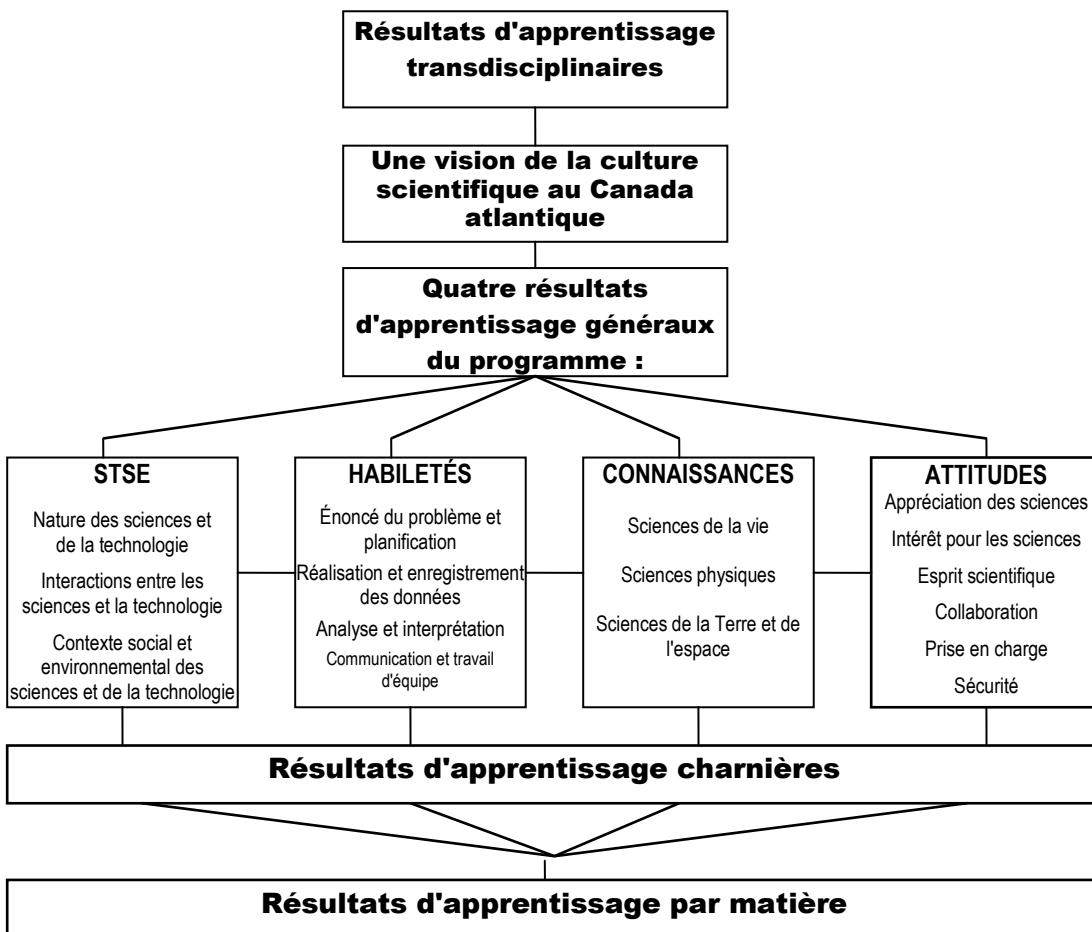 Résultats d'apprentissage
transdisciplinaires
Une vision de la culture
scientifique au Canada
atlantique
Quatre résultats
d'apprentissage généraux
du programme :
STSE
Nature des sciences et
de la technologie
Interactions entre les
sciences et la technologie
Contexte social et
environnemental des
sciences et de la technologie
HABILETÉS
Énoncé du problème et
planification
Réalisation et enregistrement
des données
Analyse et interprétation
Communication et travail
d'équipe
CONNAISSANCES
Sciences de la vie
Sciences physiques
Sciences de la Terre et de
l'espace
ATTITUDES
Appréciation des sciences
Intérêt pour les sciences
Esprit scientifique
Collaboration
Prise en charge
Sécurité
Résultats d'apprentissage charnières
Résultats d'apprentissage par matière